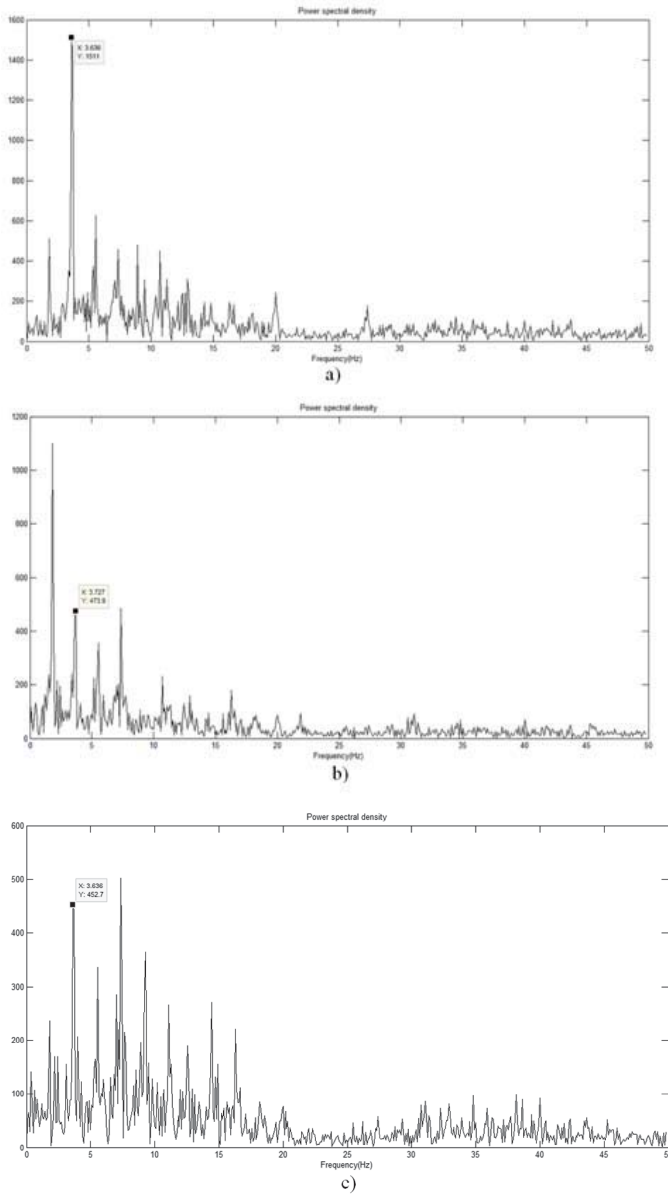 Power spectral density
1600
X: 3.636
Y: 1511
1400
1200
1000
800
600
400
200
0
0 5 10 15 20 25 30 35 40 45 50
Frequency(Hz)
a)
Power spectral density
1200
1000
800
600
X: 3.727
Y: 473.8
400
200
0
0 5 10 15 20 25 30 35 40 45 50
Frequency(Hz)
b)
Power spectral density
600
500
X: 3.636
Y: 452.7
400
300
200
100
0
0 5 10 15 20 25 30 35 40 45 50
Frequency(Hz)
c)